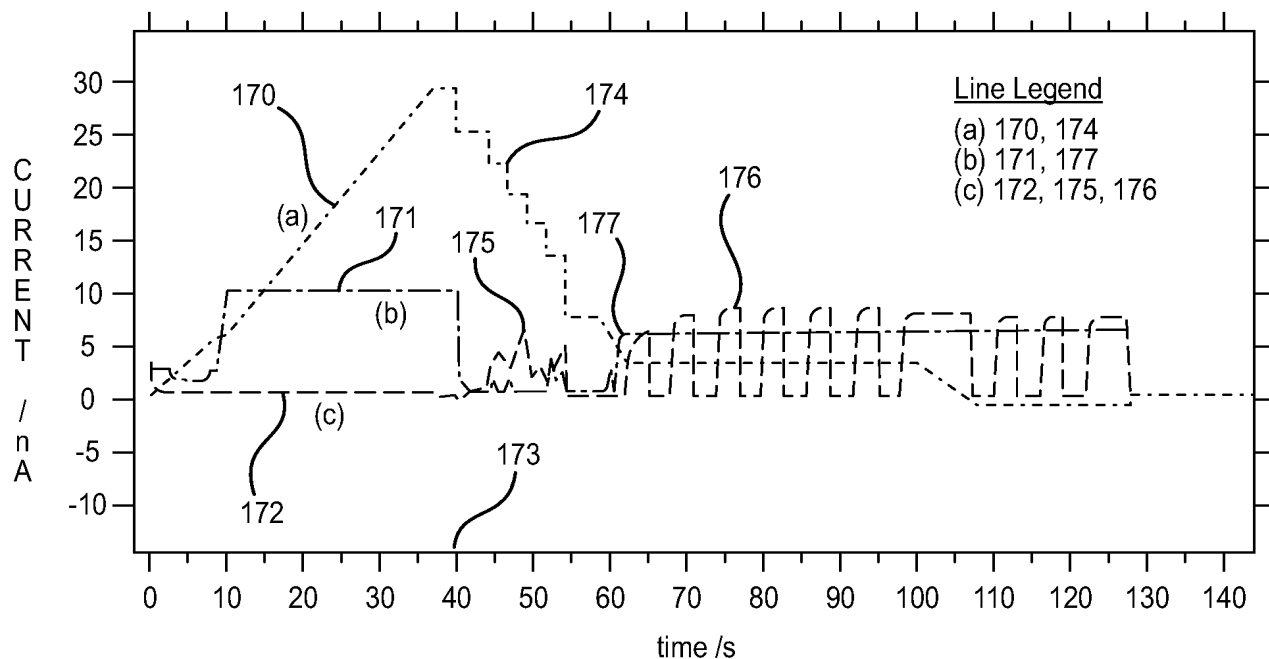 30
25
20
15
10
5
0
-5
-10
CURRENT /nA
170
174
(a)
171
175
177
176
(b)
(c)
172
173
Line Legend
(a) 170, 174
(b) 171, 177
(c) 172, 175, 176
0 10 20 30 40 50 60 70 80 90 100 110 120 130 140
time /s